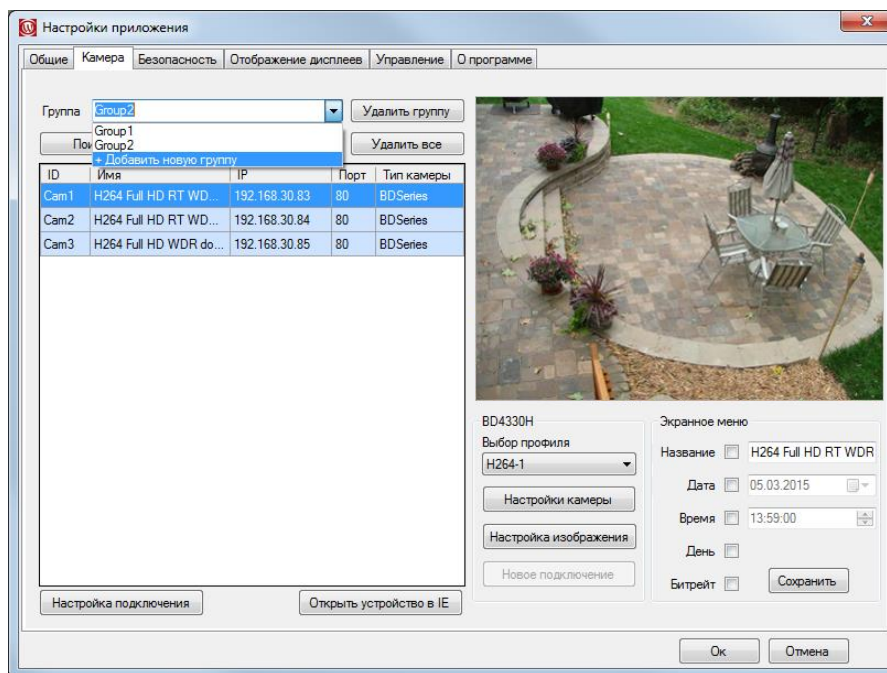 Настройки приложения
Общие Камера Безопасность Отображение дисплеев Управление О программе
Группа Group2 Удалить группу
Group1
Group2
+ Добавить новую группу
Удалить все
ID Имя IP Порт Тип камеры
Cam1 H264 Full HD RT WD... 192.168.30.83 80 BDSeries
Cam2 H264 Full HD RT WD... 192.168.30.84 80 BDSeries
Cam3 H264 Full HD WDR do... 192.168.30.85 80 BDSeries
BD4330H
Выбор профиля
H264-1
Настройки камеры
Настройка изображения
Новое подключение
Экранное меню
Название H264 Full HD RT WDR
Дата 05.03.2015
Время 13:59:00
День
Битрейт Сохранить
Настройка подключения Открыть устройство в IE
Ок Отмена